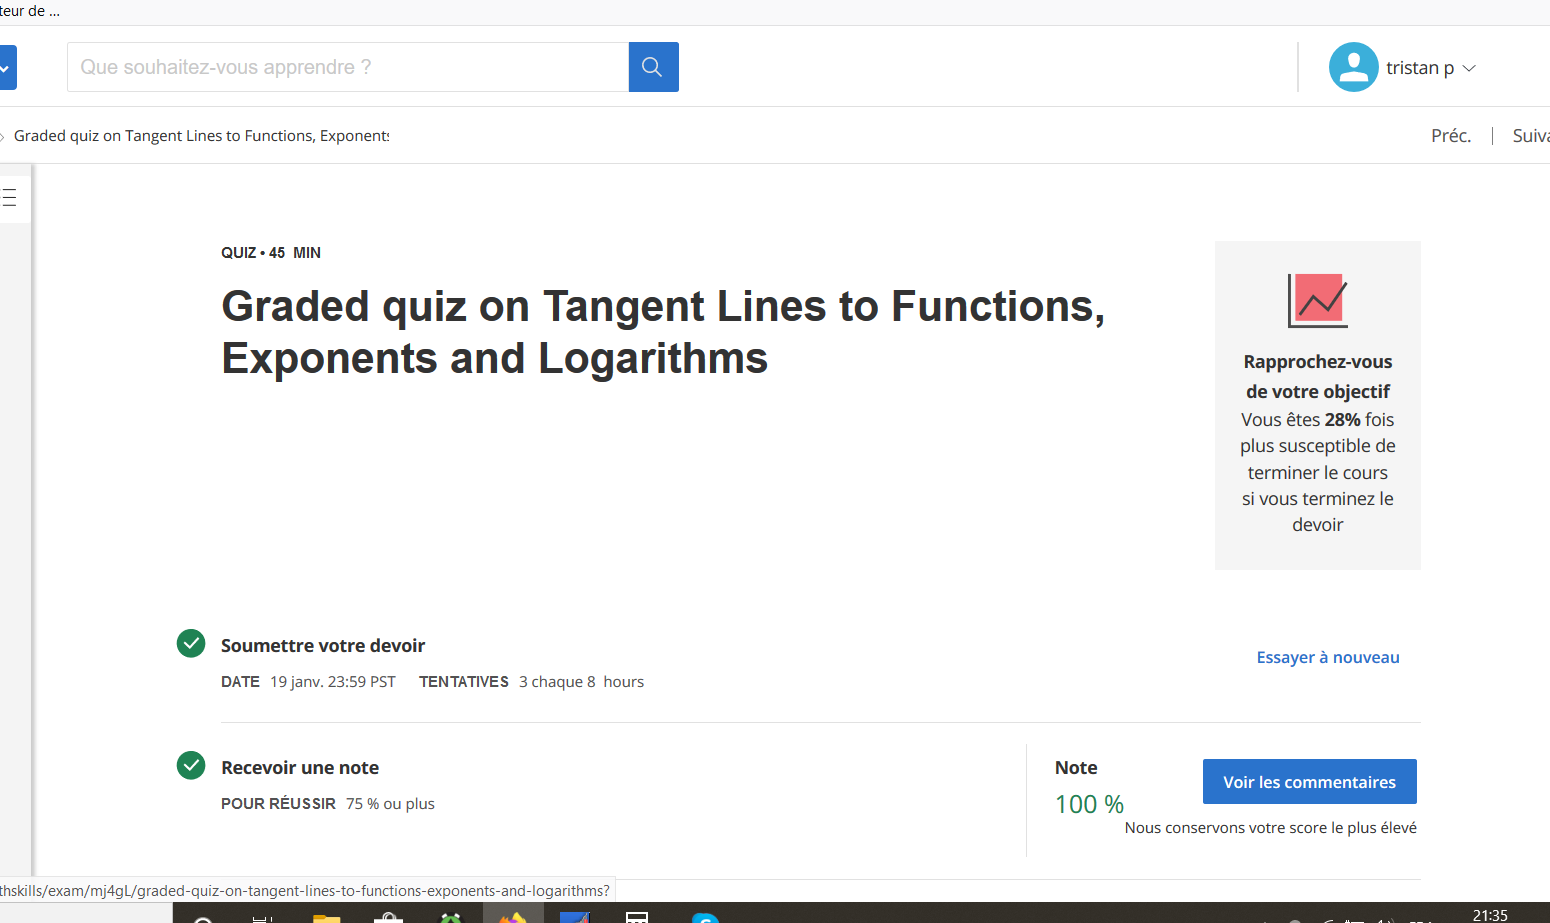 teur de ...
Que souhaitez-vous apprendre ?
tristan p
Graded quiz on Tangent Lines to Functions, Exponents
Préc.
Suiva
QUIZ • 45 MIN
Graded quiz on Tangent Lines to Functions,
Exponents and Logarithms
Rapprochez-vous
de votre objectif
Vous êtes 28% fois
plus susceptible de
terminer le cours
si vous terminez le
devoir
Soumettre votre devoir
DATE 19 janv. 23:59 PST TENTATIVES 3 chaque 8 hours
Essayer à nouveau
Recevoir une note
POUR RÉUSSIR 75 % ou plus
Note
100 %
Voir les commentaires
Nous conservons votre score le plus élevé
thskills/exam/mj4gL/graded-quiz-on-tangent-lines-to-functions-exponents-and-logarithms?
21:35